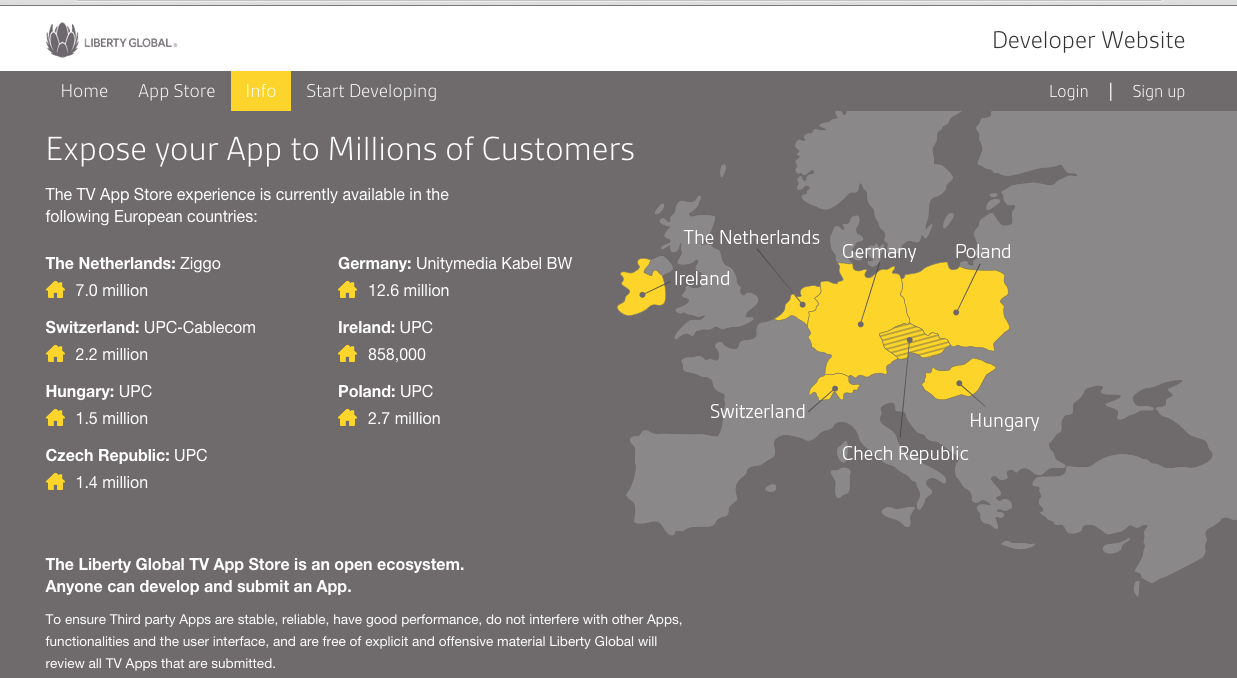 LIBERTY GLOBAL®
Developer Website
Home App Store Info Start Developing Login | Sign up
Expose your App to Millions of Customers
The TV App Store experience is currently available in the
following European countries:
The Netherlands: Ziggo
7.0 million
Germany: Unitymedia Kabel BW
12.6 million
Switzerland: UPC-Cablecom
2.2 million
Ireland: UPC
858,000
Hungary: UPC
1.5 million
Poland: UPC
2.7 million
Czech Republic: UPC
1.4 million
The Netherlands
Germany
Poland
Ireland
Switzerland
Hungary
Chech Republic
The Liberty Global TV App Store is an open ecosystem.
Anyone can develop and submit an App.
To ensure Third party Apps are stable, reliable, have good performance, do not interfere with other Apps,
functionalities and the user interface, and are free of explicit and offensive material Liberty Global will
review all TV Apps that are submitted.